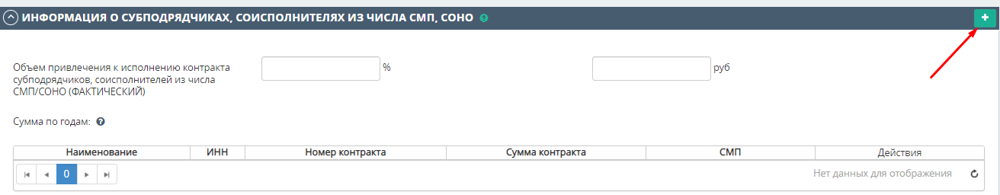 ИНФОРМАЦИЯ О СУБПОДРЯДЧИКАХ, СОИСПОЛНИТЕЛЯХ ИЗ ЧИСЛА СМП, СОНО ?
+
Объем привлечения к исполнению контракта
субподрядчиков, соисполнителей из числа
СМП/СОНО (ФАКТИЧЕСКИЙ)
%
руб
Сумма по годам: ?
Наименование ИНН Номер контракта Сумма контракта СМП Действия
0 Нет данных для отображения